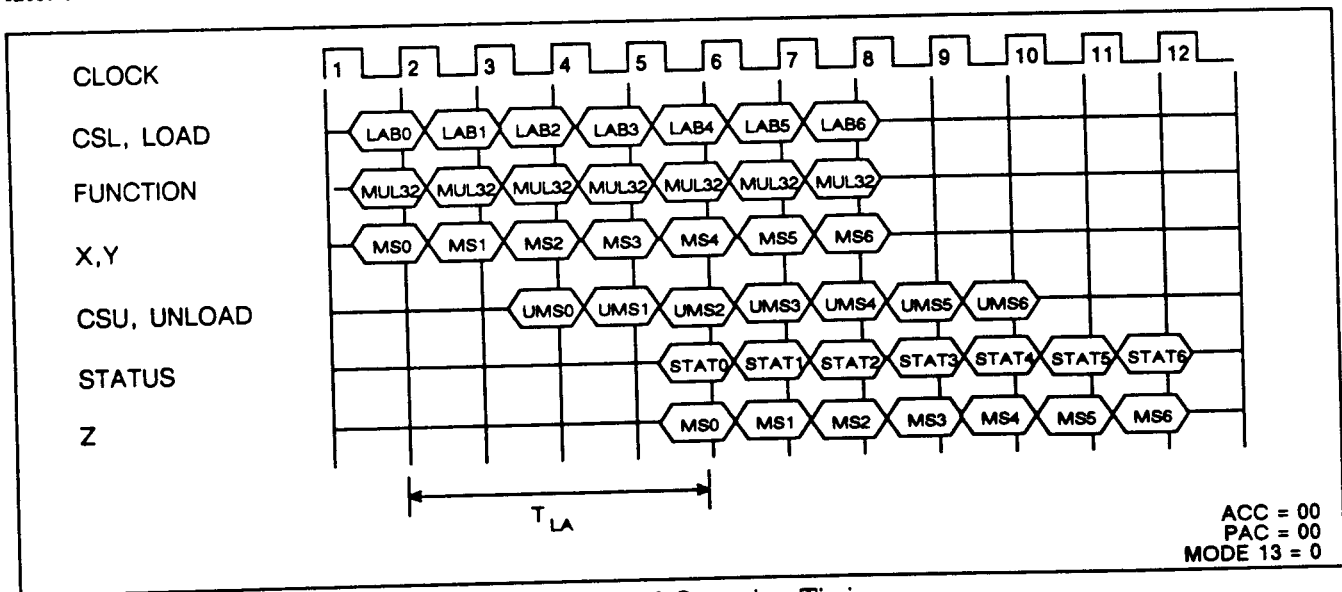 CLOCK 1 2 3 4 5 6 7 8 9 10 11 12
CSL, LOAD LAB0 LAB1 LAB2 LAB3 LAB4 LAB5 LAB6
FUNCTION MUL32 MUL32 MUL32 MUL32 MUL32 MUL32 MUL32
X,Y MS0 MS1 MS2 MS3 MS4 MS5 MS6
CSU, UNLOAD UMS0 UMS1 UMS2 UMS3 UMS4 UMS5 UMS6
STATUS STAT0 STAT1 STAT2 STAT3 STAT4 STAT5 STAT6
Z MS0 MS1 MS2 MS3 MS4 MS5 MS6
TLA
ACC = 00
PAC = 00
MODE 13 = 0